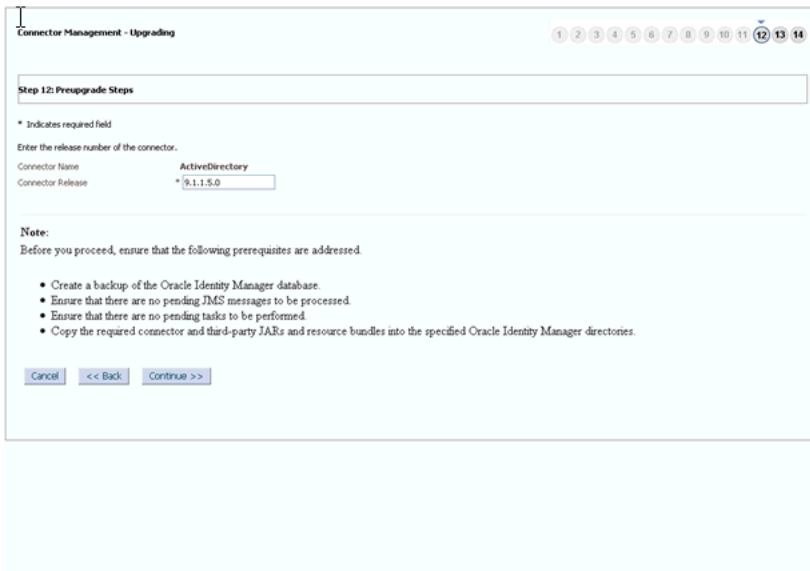 Connector Management - Upgrading
1 2 3 4 5 6 7 8 9 10 11 12 13 14
Step 12: Preupgrade Steps
* Indicates required field
Enter the release number of the connector.
Connector Name ActiveDirectory
Connector Release * 9.1.1.5.0
Note:
Before you proceed, ensure that the following prerequisites are addressed.
• Create a backup of the Oracle Identity Manager database.
• Ensure that there are no pending JMS messages to be processed.
• Ensure that there are no pending tasks to be performed.
• Copy the required connector and third-party JARs and resource bundles into the specified Oracle Identity Manager directories.
Cancel << Back Continue >>